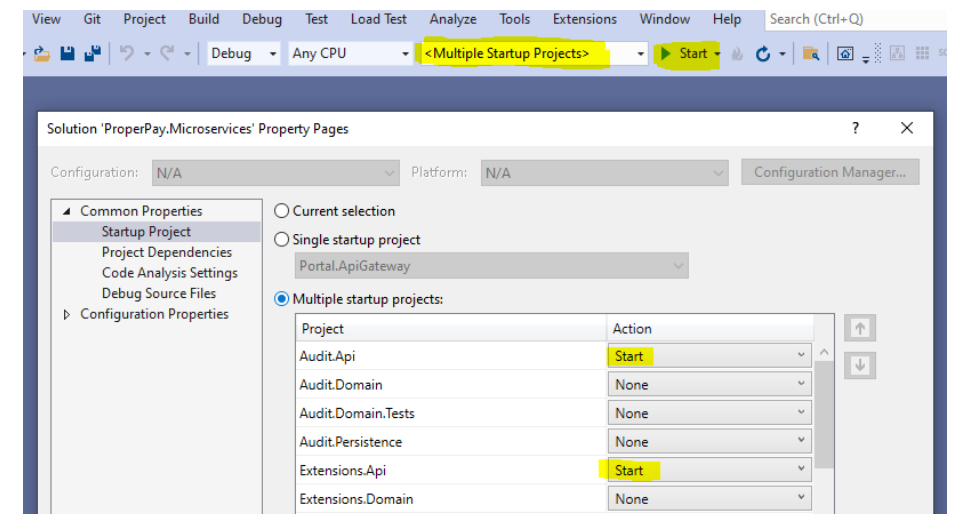 View Git Project Build Debug Test Load Test Analyze Tools Extensions Window Help Search (Ctrl+Q)
Debug Any CPU <Multiple Startup Projects> Start
Solution 'ProperPay.Microservices' Property Pages ?
Configuration: N/A Platform: N/A Configuration Manager...
Common Properties
Startup Project
Project Dependencies
Code Analysis Settings
Debug Source Files
Configuration Properties
Current selection
Single startup project
Portal.ApiGateway
Multiple startup projects:
Project Action
Audit.Api Start
Audit.Domain None
Audit.Domain.Tests None
Audit.Persistence None
Extensions.Api Start
Extensions.Domain None